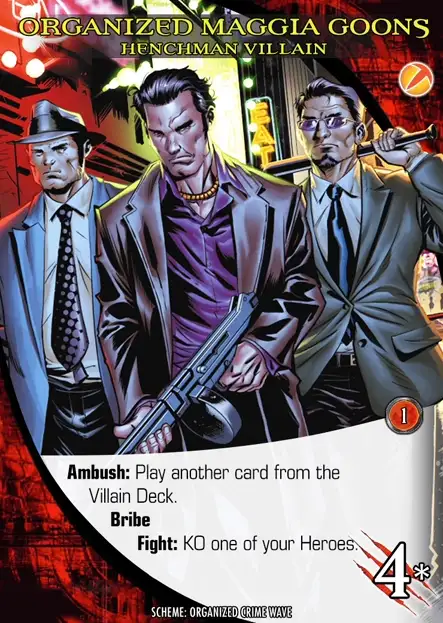 ORGANIZED MAGGIA GOONS
HENCHMAN VILLAIN
EAT
1
Ambush: Play another card from the
Villain Deck.
Bribe
Fight: KO one of your Heroes.
4*
SCHEME: ORGANIZED CRIME WAVE